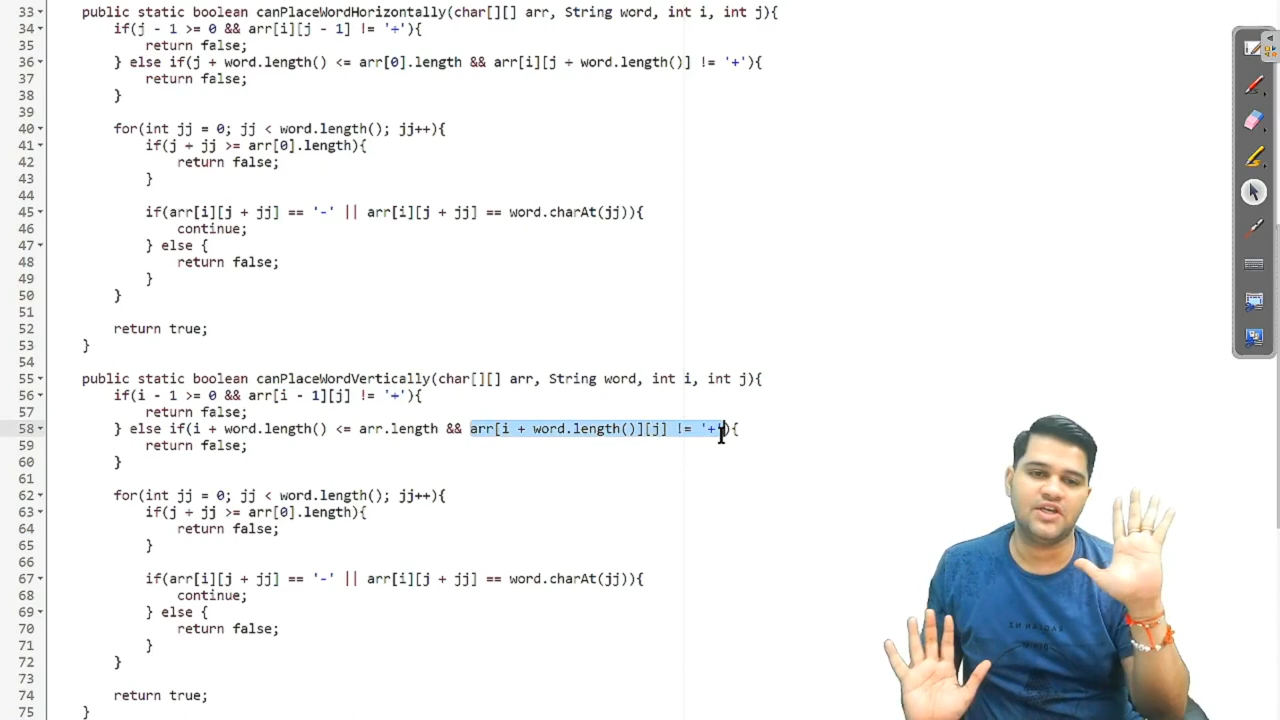 33 public static boolean canPlaceWordHorizontally(char[][] arr, String word, int i, int j){
34 if(j - 1 >= 0 && arr[i][j - 1] != '+'){
35 return false;
36 } else if(j + word.length() <= arr[0].length && arr[i][j + word.length()] != '+'){
37 return false;
38 }
39
40 for(int jj = 0; jj < word.length(); jj++){
41 if(j + jj >= arr[0].length){
42 return false;
43 }
44
45 if(arr[i][j + jj] == '-' || arr[i][j + jj] == word.charAt(jj)){
46 continue;
47 } else {
48 return false;
49 }
50 }
51
52 return true;
53 }
54
55 public static boolean canPlaceWordVertically(char[][] arr, String word, int i, int j){
56 if(i - 1 >= 0 && arr[i - 1][j] != '+'){
57 return false;
58 } else if(i + word.length() <= arr.length && arr[i + word.length()][j] != '+'){
59 return false;
60 }
61
62 for(int jj = 0; jj < word.length(); jj++){
63 if(j + jj >= arr[0].length){
64 return false;
65 }
66
67 if(arr[i][j + jj] == '-' || arr[i][j + jj] == word.charAt(jj)){
68 continue;
69 } else {
70 return false;
71 }
72 }
73
74 return true;
75 }